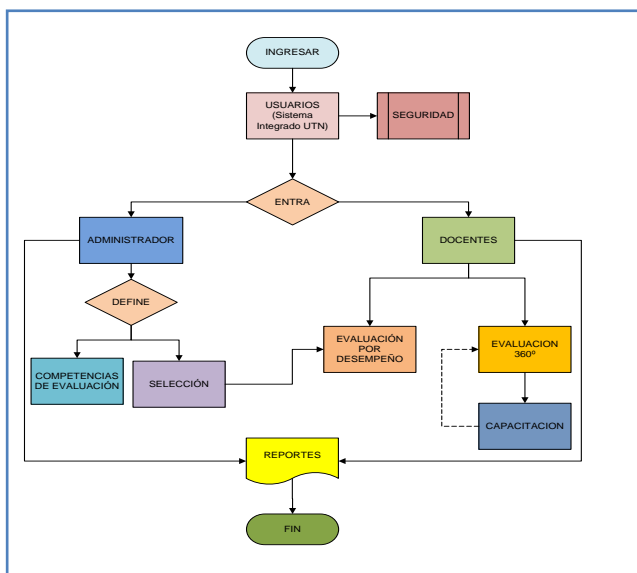 INGRESAR
USUARIOS
(Sistema
Integrado UTN)
SEGURIDAD
ENTRA
ADMINISTRADOR
DOCENTES
DEFINE
EVALUACIÓN
POR
DESEMPEÑO
EVALUACION
360º
COMPETENCIAS
DE EVALUACIÓN
SELECCIÓN
CAPACITACION
REPORTES
FIN